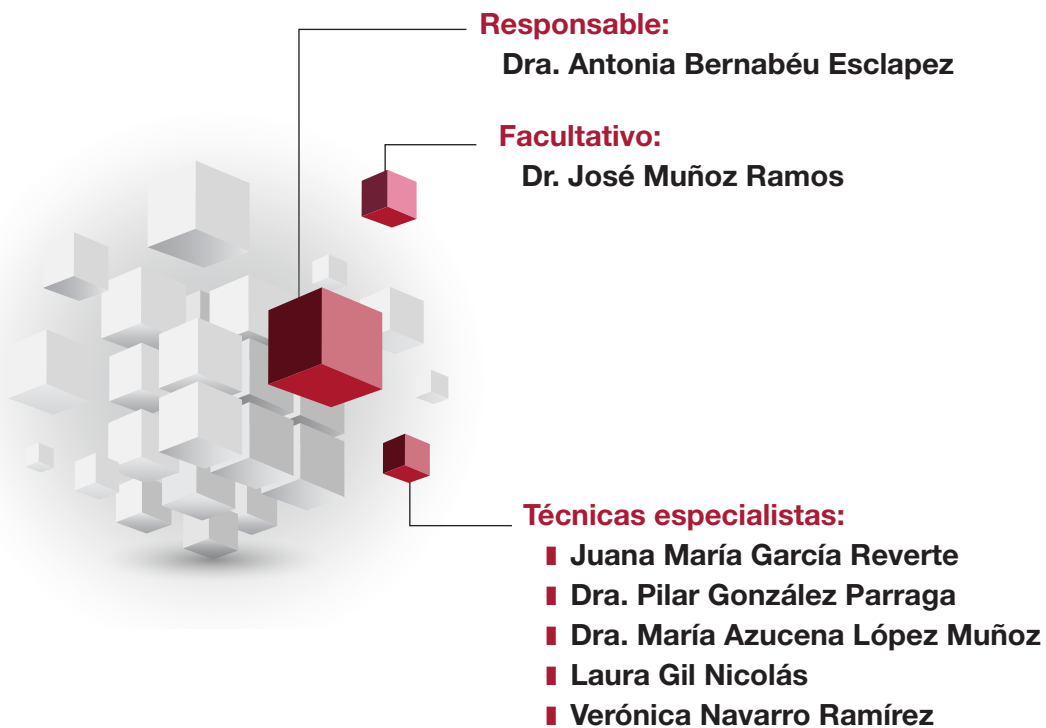 Responsable:
Dra. Antonia Bernabéu Esclapez
Facultativo:
Dr. José Muñoz Ramos
Técnicas especialistas:
Juana María García Reverte
Dra. Pilar González Parraga
Dra. María Azucena López Muñoz
Laura Gil Nicolás
Verónica Navarro Ramírez